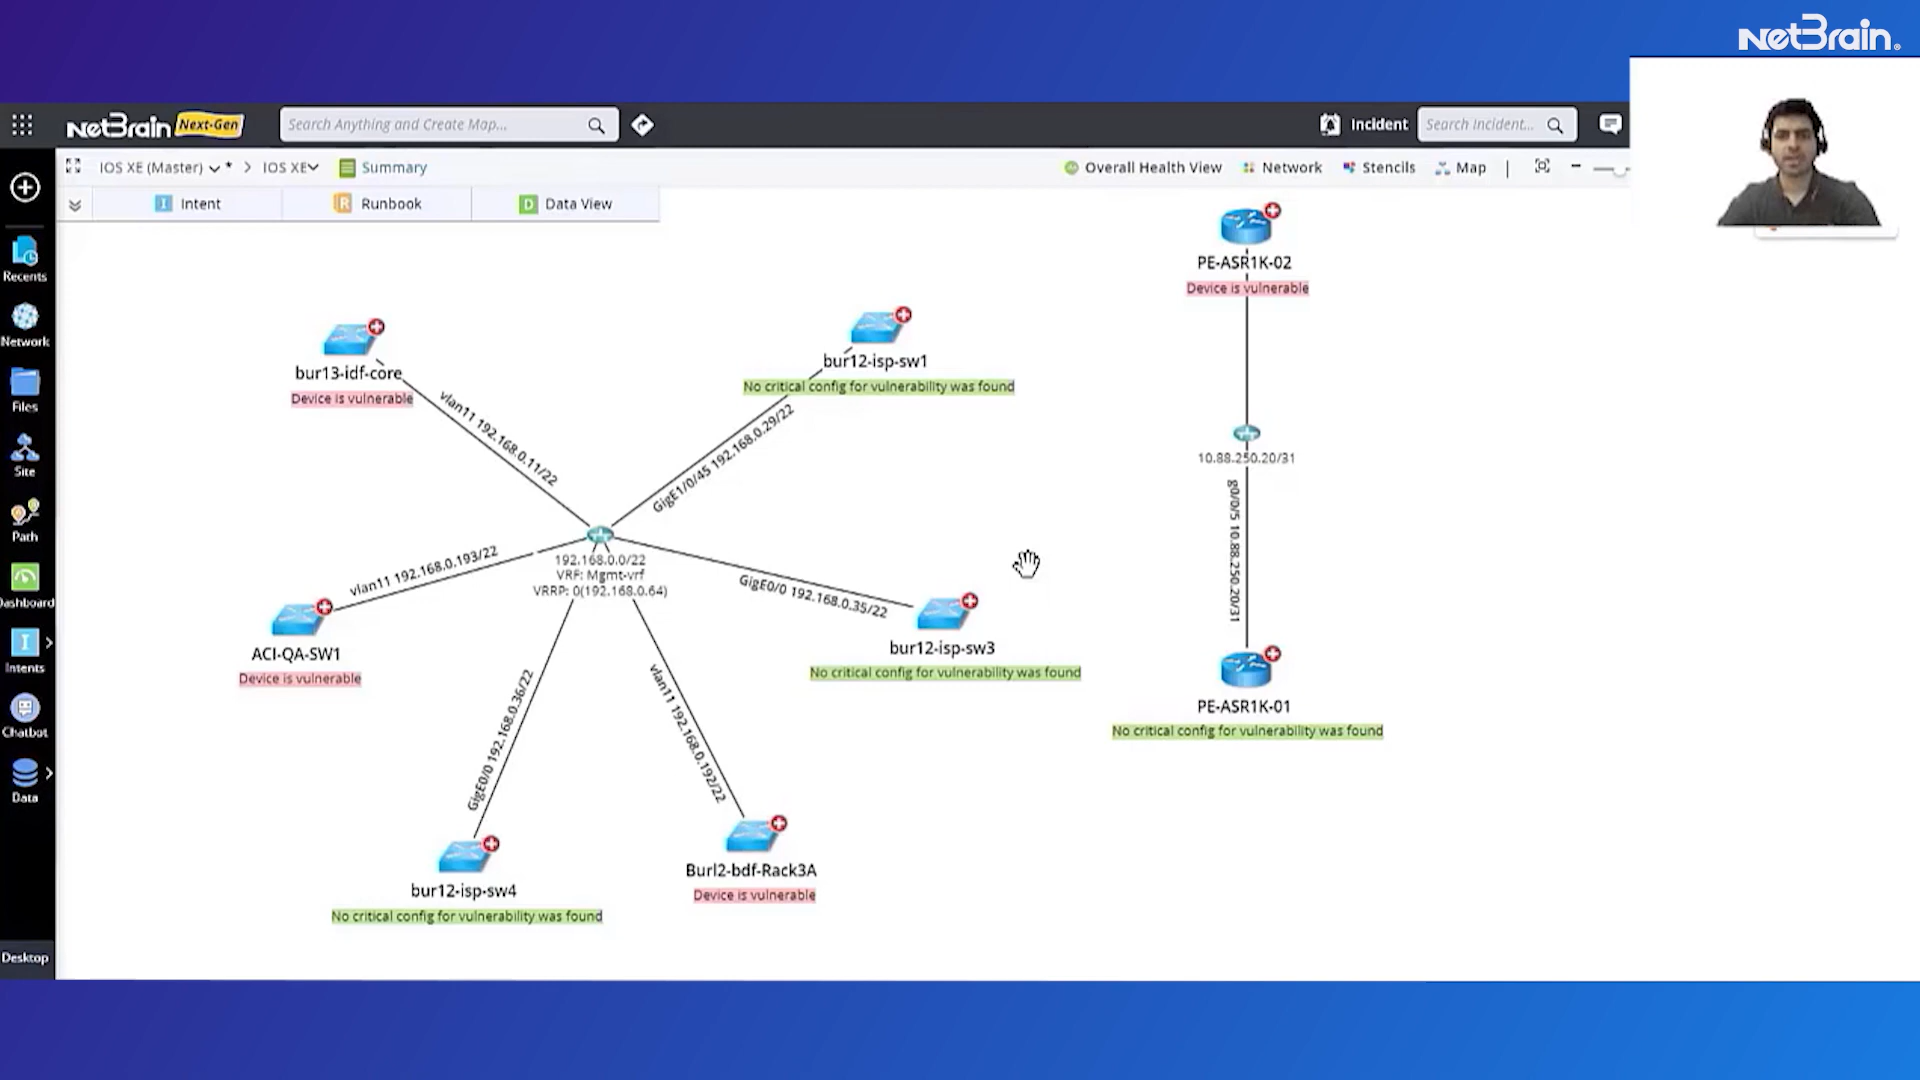 NetBrain
NetBrain Next-Gen
Search Anything and Create Map...
Incident
Search Incident...
IOS XE (Master)
*
>
IOS XE
Summary
Overall Health View
Network
Stencils
Map
Intent
Runbook
Data View
Recents
Network
Files
Site
Path
Dashboard
Intents
Chatbot
Data
Desktop
PE-ASR1K-02
Device is vulnerable
bur13-idf-core
Device is vulnerable
bur12-isp-sw1
No critical config for vulnerability was found
vlan11 192.168.0.11/22
GigE1/0/45 192.168.0.29/22
10.88.250.20/31
g0/0/5 10.88.250.20/31
vlan11 192.168.0.193/22
192.168.0.0/22
VRF: Mgmt-vrf
VRRP: 0(192.168.0.64)
GigE0/0 192.168.0.35/22
ACI-QA-SW1
Device is vulnerable
bur12-isp-sw3
No critical config for vulnerability was found
PE-ASR1K-01
No critical config for vulnerability was found
GigE0/0 192.168.0.36/22
vlan11 192.168.0.192/22
bur12-isp-sw4
No critical config for vulnerability was found
Burl2-bdf-Rack3A
Device is vulnerable